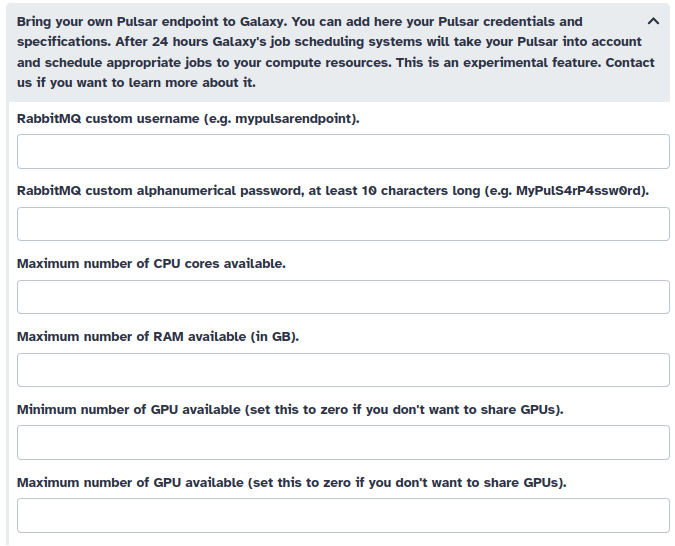 Bring your own Pulsar endpoint to Galaxy. You can add here your Pulsar credentials and
specifications. After 24 hours Galaxy's job scheduling systems will take your Pulsar into account
and schedule appropriate jobs to your compute resources. This is an experimental feature. Contact
us if you want to learn more about it.
RabbitMQ custom username (e.g. mypulsarendpoint).
RabbitMQ custom alphanumerical password, at least 10 characters long (e.g. MyPulS4rP4ssw0rd).
Maximum number of CPU cores available.
Maximum number of RAM available (in GB).
Minimum number of GPU available (set this to zero if you don't want to share GPUs).
Maximum number of GPU available (set this to zero if you don't want to share GPUs).